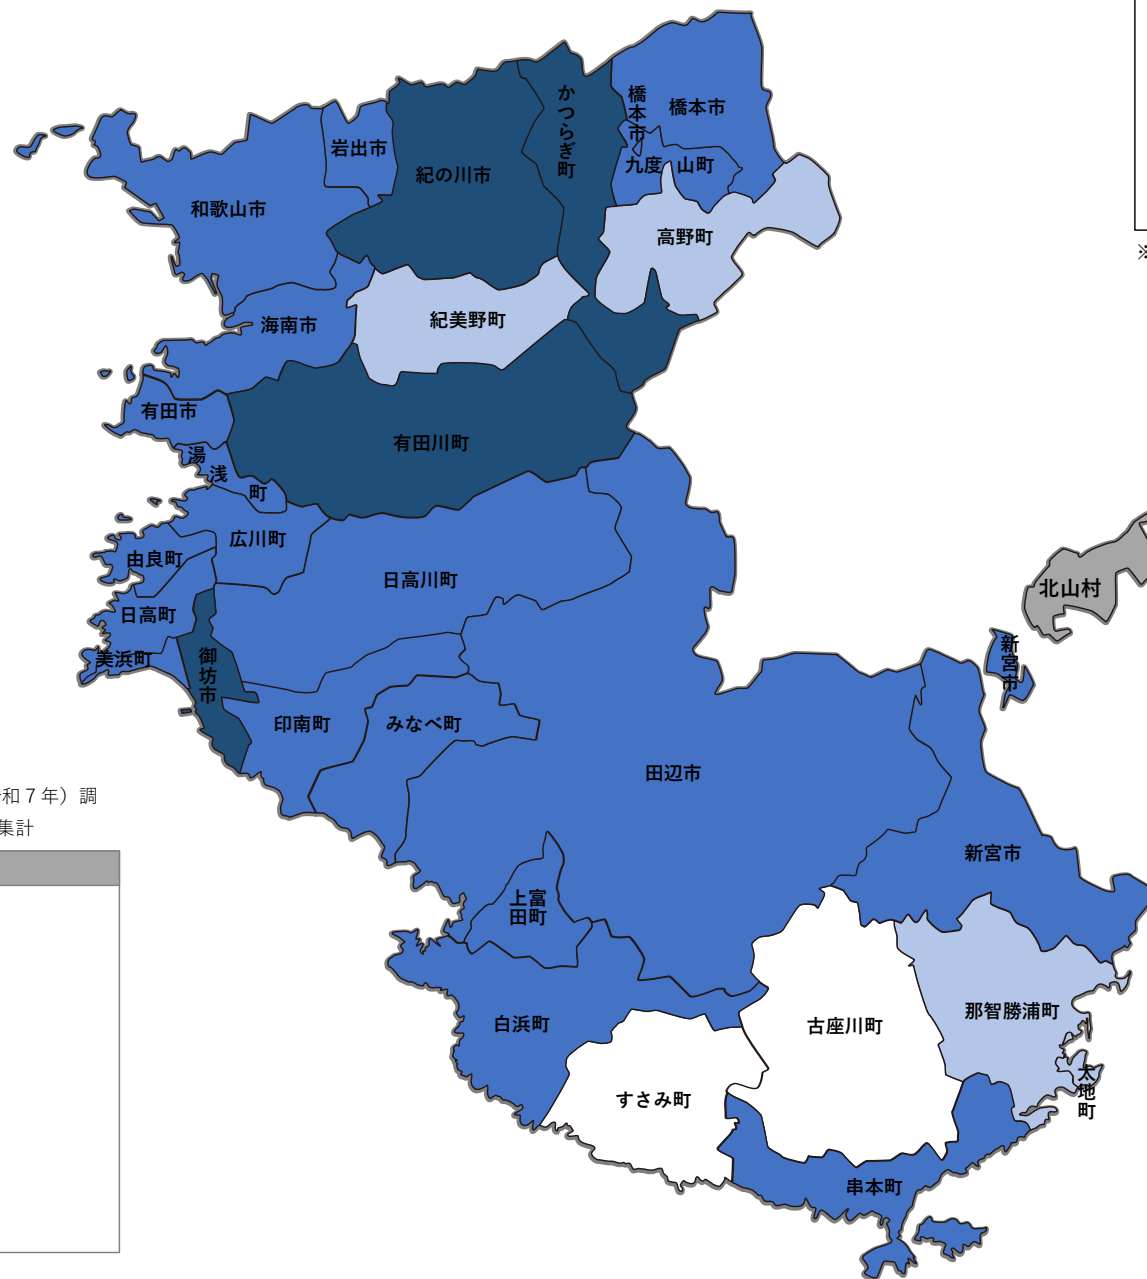 橋本市
橋本市
かつらぎ町
岩出市
紀の川市
九度山町
和歌山市
高野町
※
紀美野町
海南市
有田市
有田川町
湯浅町
広川町
由良町
日高川町
北山村
日高町
新宮市
美浜町
御坊市
印南町
みなべ町
田辺市
和７年）調
集計
新宮市
上富
田町
那智勝浦町
白浜町
古座川町
太地町
すさみ町
串本町